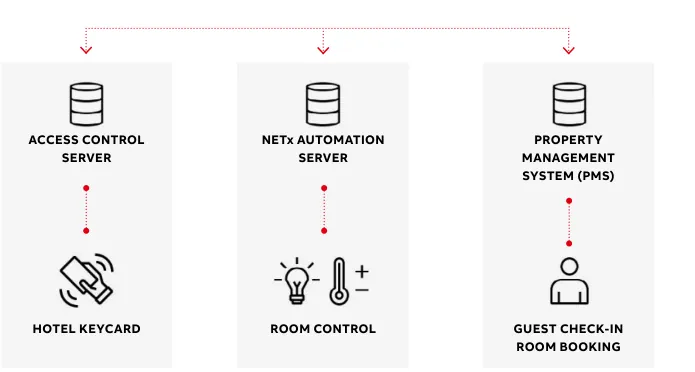 ACCESS CONTROL
SERVER
NETx AUTOMATION
SERVER
PROPERTY
MANAGEMENT
SYSTEM (PMS)
HOTEL KEYCARD
ROOM CONTROL
GUEST CHECK-IN
ROOM BOOKING